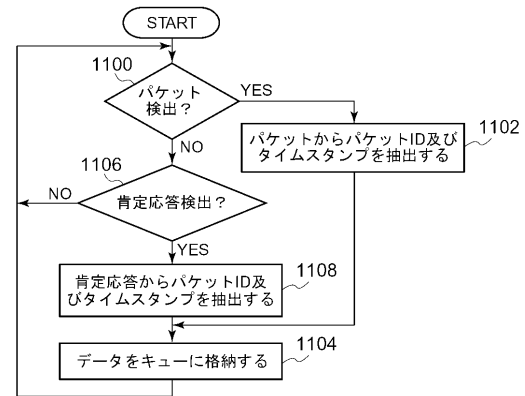 START
1100
パケット
検出？
YES
パケットからパケットID及び
タイムスタンプを抽出する
1102
NO
1106
肯定応答検出？
NO
YES
肯定応答からパケットID及
びタイムスタンプを抽出する
1108
データをキューに格納する
1104